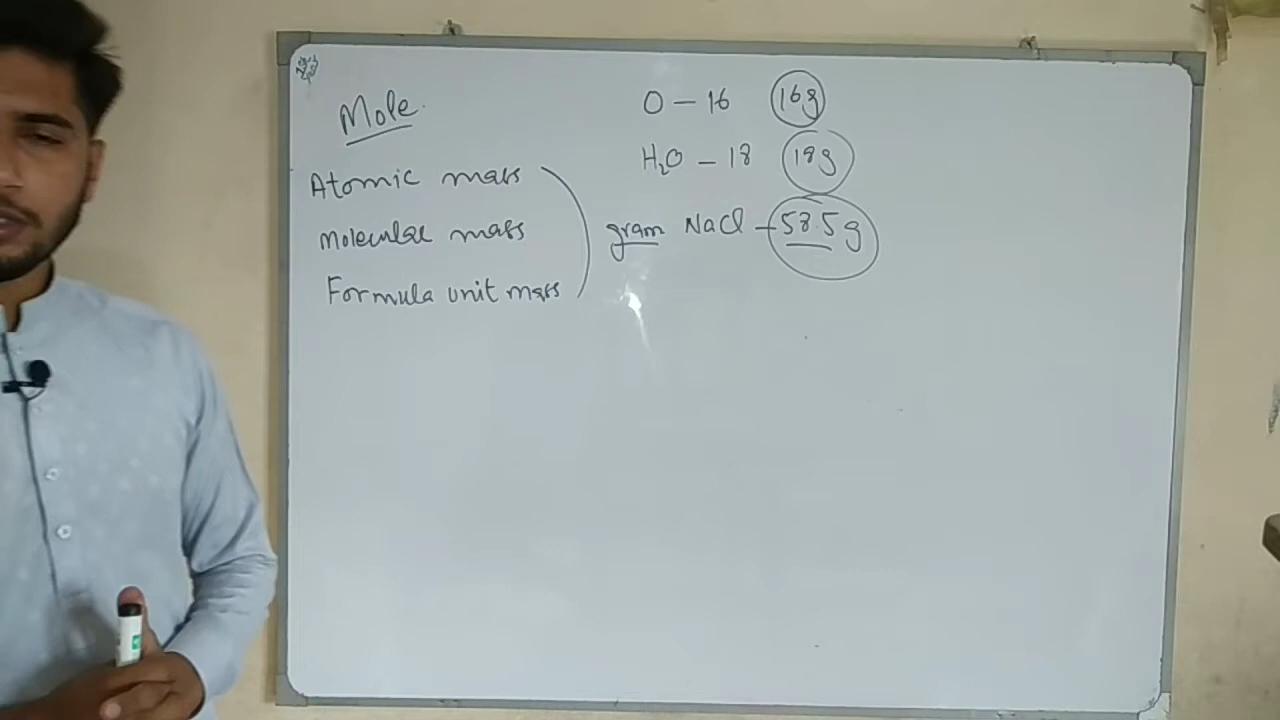 Mole.
Atomic mass
Molecular mass
Formula unit mass
gram
O – 16 16g
H₂O – 18 18g
NaCl – 58.5g